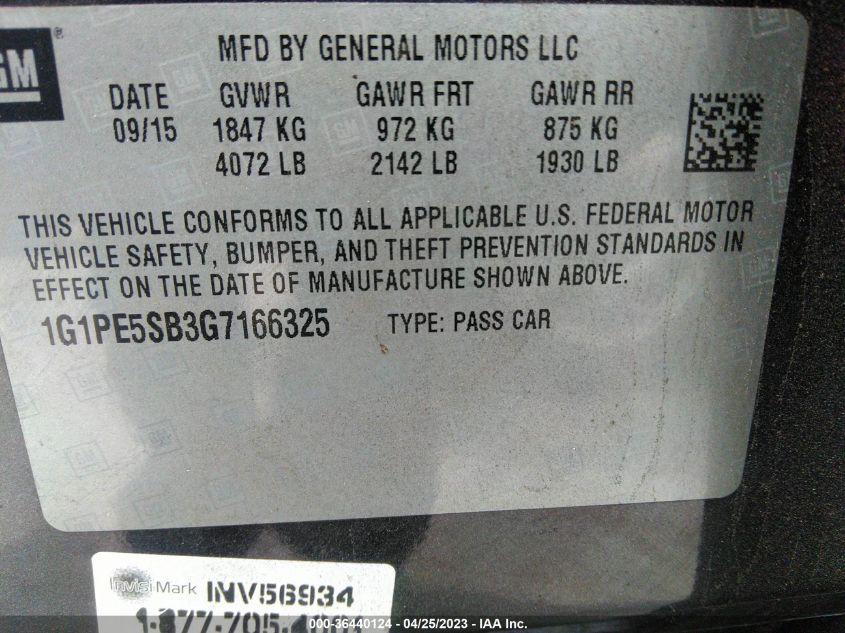 GM®
MFD BY GENERAL MOTORS LLC
DATE GVWR GAWR FRT GAWR RR
09/15 1847 KG 972 KG 875 KG
4072 LB 2142 LB 1930 LB
THIS VEHICLE CONFORMS TO ALL APPLICABLE U.S. FEDERAL MOTOR
VEHICLE SAFETY, BUMPER, AND THEFT PREVENTION STANDARDS IN
EFFECT ON THE DATE OF MANUFACTURE SHOWN ABOVE.
1G1PE5SB3G7166325 TYPE: PASS CAR
InvisiMark INV56934
000-36440124 - 04/25/2023 - IAA, Inc.